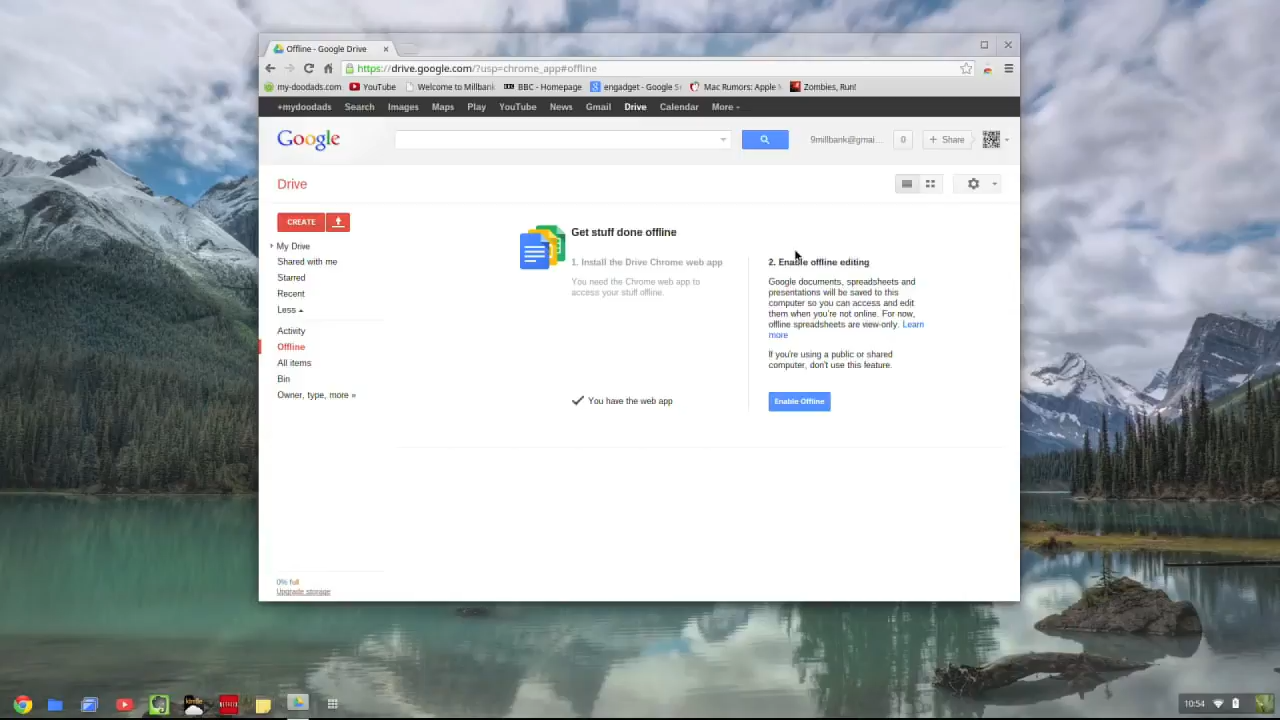 Offline - Google Drive
https://drive.google.com/?usp=chrome_app#offline
my-doodads.com YouTube Welcome to Millbank BBC - Homepage engadget - Google Se Mac Rumors: Apple M Zombies, Run!
+mydoodads Search Images Maps Play YouTube News Gmail Drive Calendar More
Google 9millbank@gmai... 0 + Share
Drive
CREATE
My Drive
Shared with me
Starred
Recent
Less
Activity
Offline
All items
Bin
Owner, type, more »
Get stuff done offline
1. Install the Drive Chrome web app
You need the Chrome web app to
access your stuff offline.
You have the web app
2. Enable offline editing
Google documents, spreadsheets and
presentations will be saved to this
computer so you can access and edit
them when you're not online. For now,
offline spreadsheets are view-only. Learn
more
If you're using a public or shared
computer, don't use this feature.
Enable Offline
0% full
Upgrade storage
kindle
NETFLIX
10:54